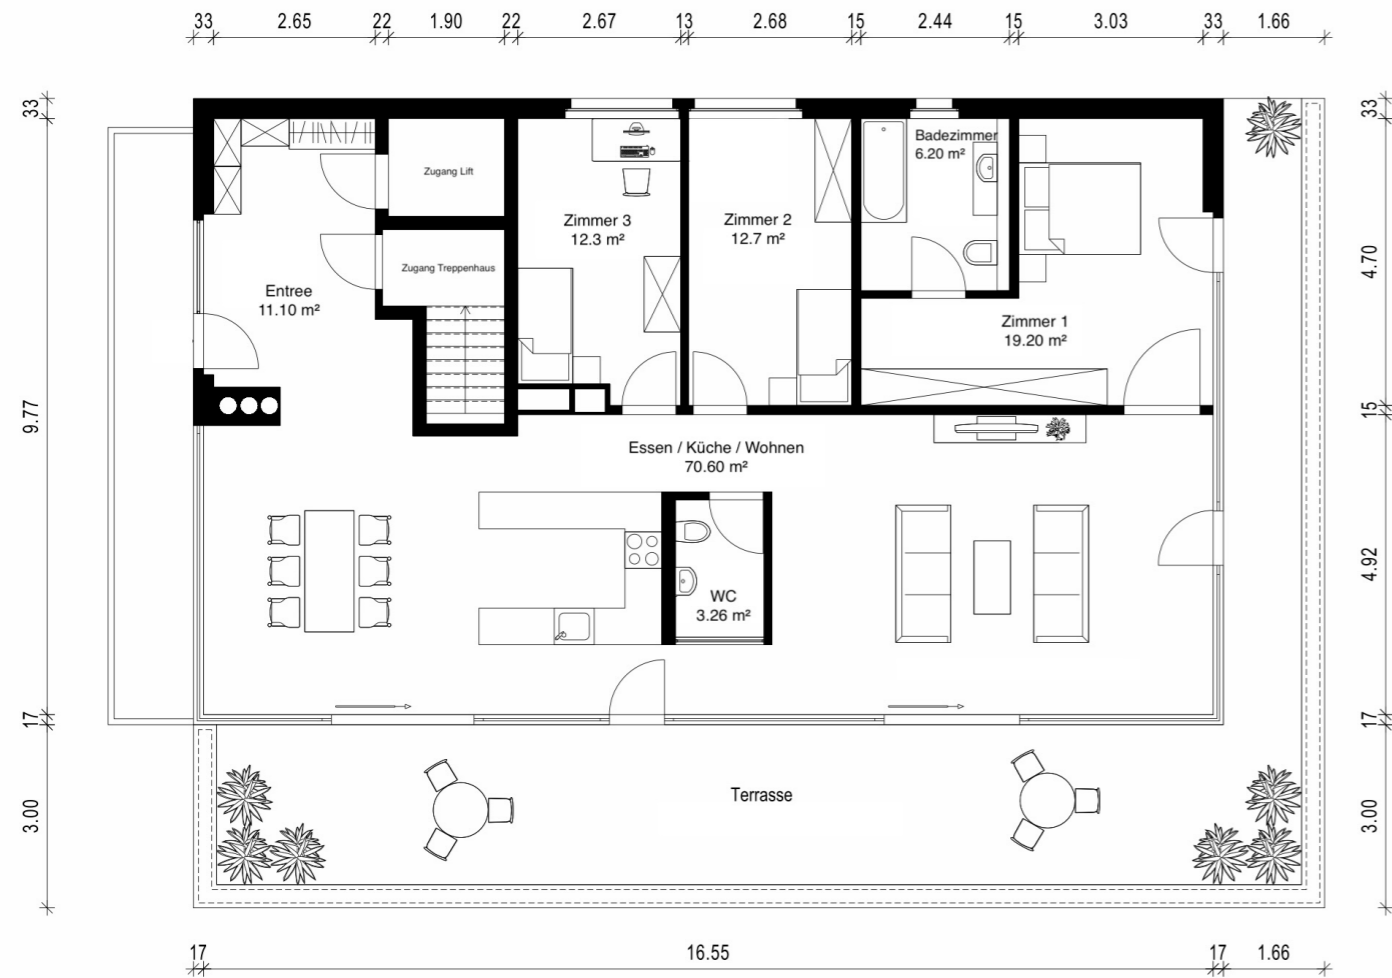 33 2.65 22 1.90 22 2.67 13 2.68 15 2.44 15 3.03 33 1.66
33
33
Badezimmer
6.20 m²
Zugang Lift
Zimmer 3
12.3 m²
Zimmer 2
12.7 m²
Zugang Treppenhaus
4.70
Entree
11.10 m²
Zimmer 1
19.20 m²
9.77
15
Essen / Küche / Wohnen
70.60 m²
4.92
WC
3.26 m²
17
17
Terrasse
3.00
3.00
17 16.55 17 1.66